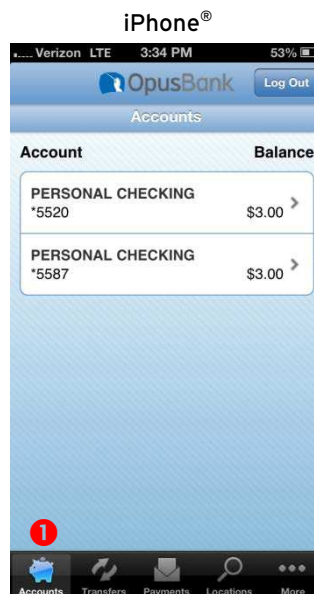 iPhone®
Verizon LTE 3:34 PM 53%
OpusBank Log Out
Accounts
Account Balance
PERSONAL CHECKING
*5520 $3.00 >
PERSONAL CHECKING
*5587 $3.00 >
1
Accounts Transfers Payments Locations More